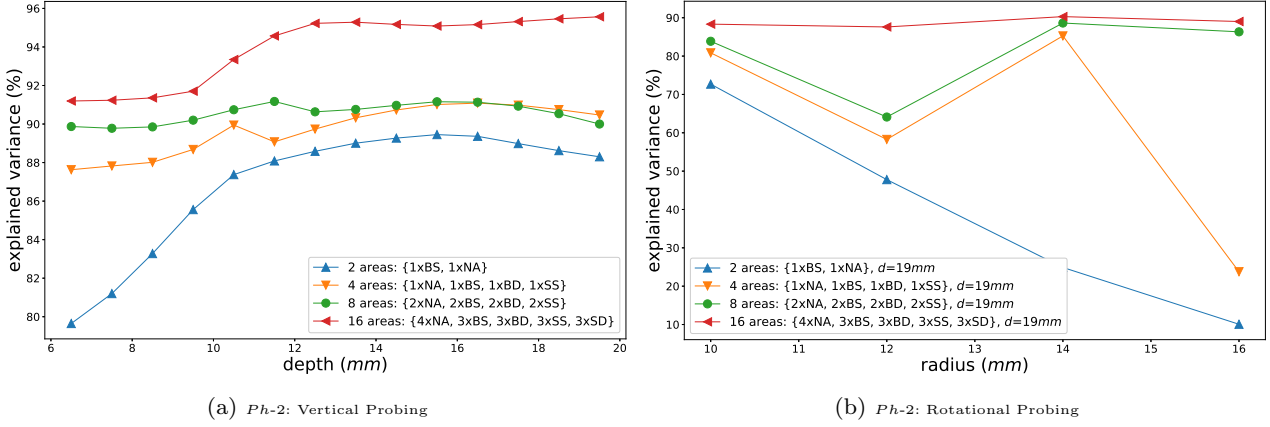 96
94
92
90
88
86
84
82
80
explained variance (%)
2 areas: {1xBS, 1xNA}
4 areas: {1xNA, 1xBS, 1xBD, 1xSS}
8 areas: {2xNA, 2xBS, 2xBD, 2xSS}
16 areas: {4xNA, 3xBS, 3xBD, 3xSS, 3xSD}
6 8 10 12 14 16 18 20
depth (mm)
(a) Ph-2: Vertical Probing
90
80
70
60
50
40
30
20
10
explained variance (%)
2 areas: {1xBS, 1xNA}, d=19mm
4 areas: {1xNA, 1xBS, 1xBD, 1xSS}, d=19mm
8 areas: {2xNA, 2xBS, 2xBD, 2xSS}, d=19mm
16 areas: {4xNA, 3xBS, 3xBD, 3xSS, 3xSD}, d=19mm
10 11 12 13 14 15 16
radius (mm)
(b) Ph-2: Rotational Probing